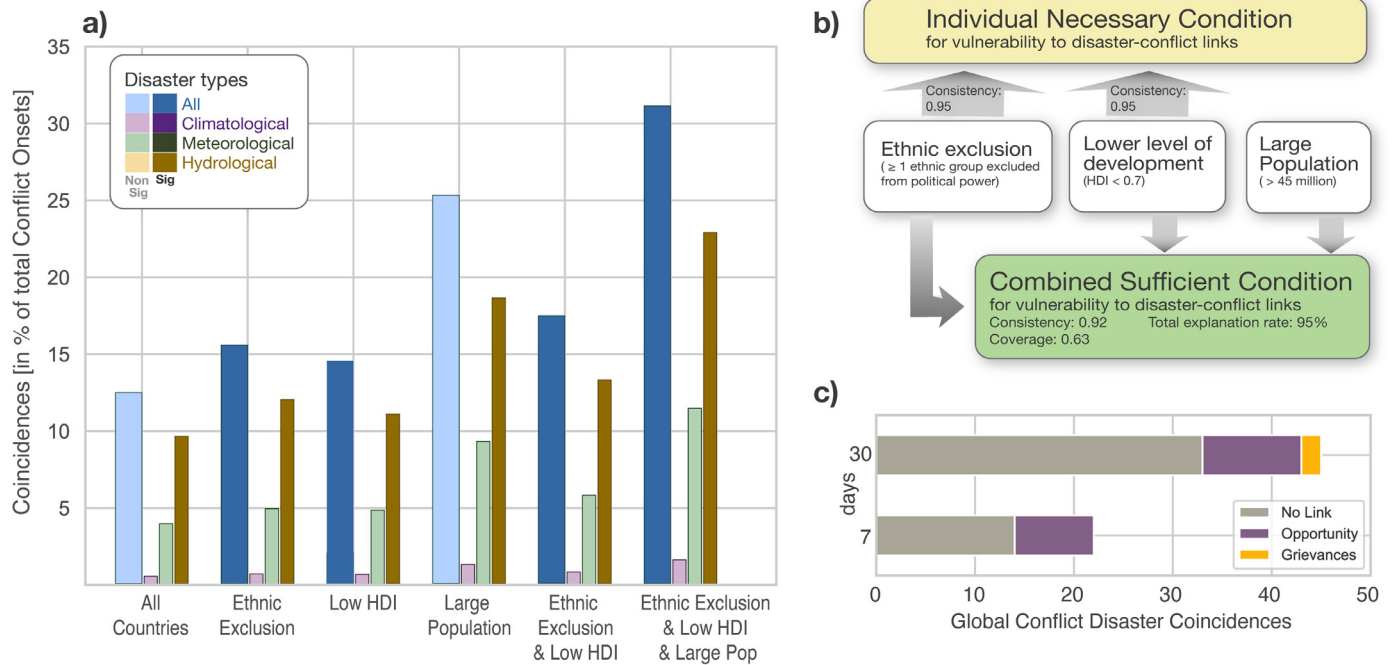 a)
Coincidences [in % of total Conflict Onsets]
35
30
25
20
15
10
5
Disaster types
All
Climatological
Meteorological
Hydrological
Non Sig
Sig
All
Countries
Ethnic
Exclusion
Low HDI
Large
Population
Ethnic
Exclusion
& Low HDI
Ethnic Exclusion
& Low HDI
& Large Pop
b)
Individual Necessary Condition
for vulnerability to disaster-conflict links
Consistency:
0.95
Consistency:
0.95
Ethnic exclusion
( ≥ 1 ethnic group excluded
from political power)
Lower level of
development
(HDI < 0.7)
Large
Population
( > 45 million)
Combined Sufficient Condition
for vulnerability to disaster-conflict links
Consistency: 0.92 Total explanation rate: 95%
Coverage: 0.63
c)
days
30
7
No Link
Opportunity
Grievances
0 10 20 30 40 50
Global Conflict Disaster Coincidences